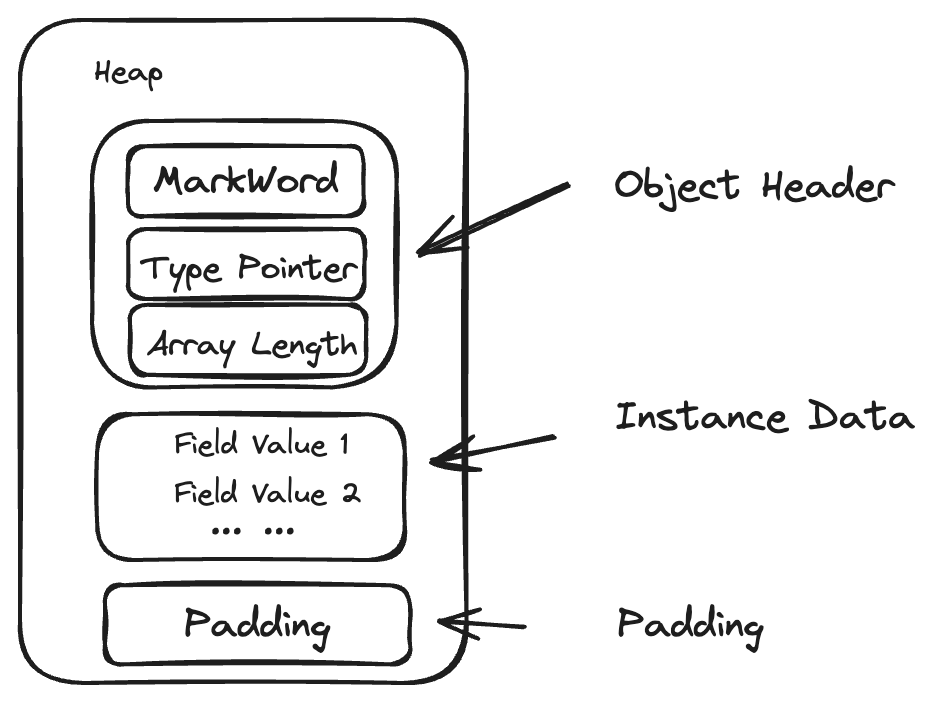 Heap
MarkWord
Type Pointer
Array Length
Object Header
Field Value 1
Field Value 2
... ...
Instance Data
Padding
Padding